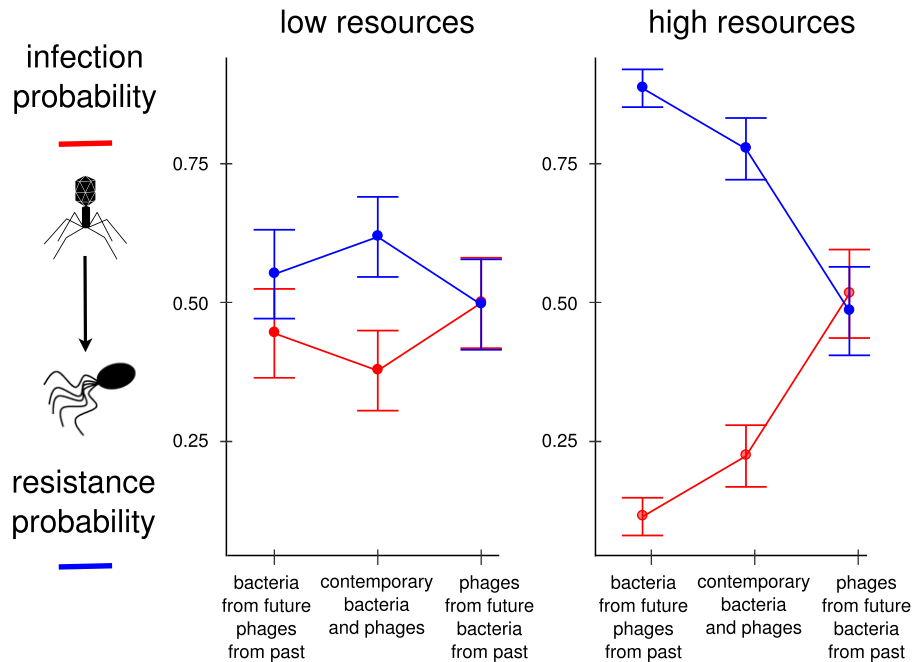 low resources
high resources
infection
probability
resistance
probability
0.75
0.50
0.25
bacteria
from future
phages
from past
contemporary
bacteria
and phages
phages
from future
bacteria
from past
0.75
0.50
0.25
bacteria
from future
phages
from past
contemporary
bacteria
and phages
phages
from future
bacteria
from past